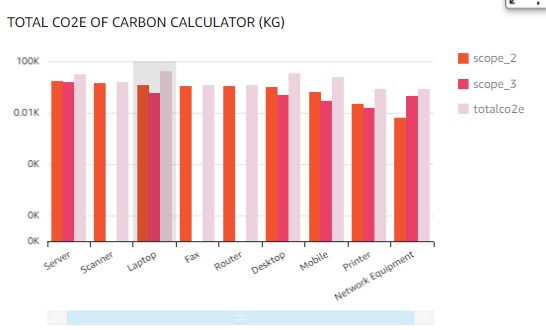 TOTAL CO2E OF CARBON CALCULATOR (KG)
100K
0.01K
0K
0K
0K
Server
Scanner
Laptop
Fax
Router
Desktop
Mobile
Printer
Network Equipment
scope_2
scope_3
totalco2e